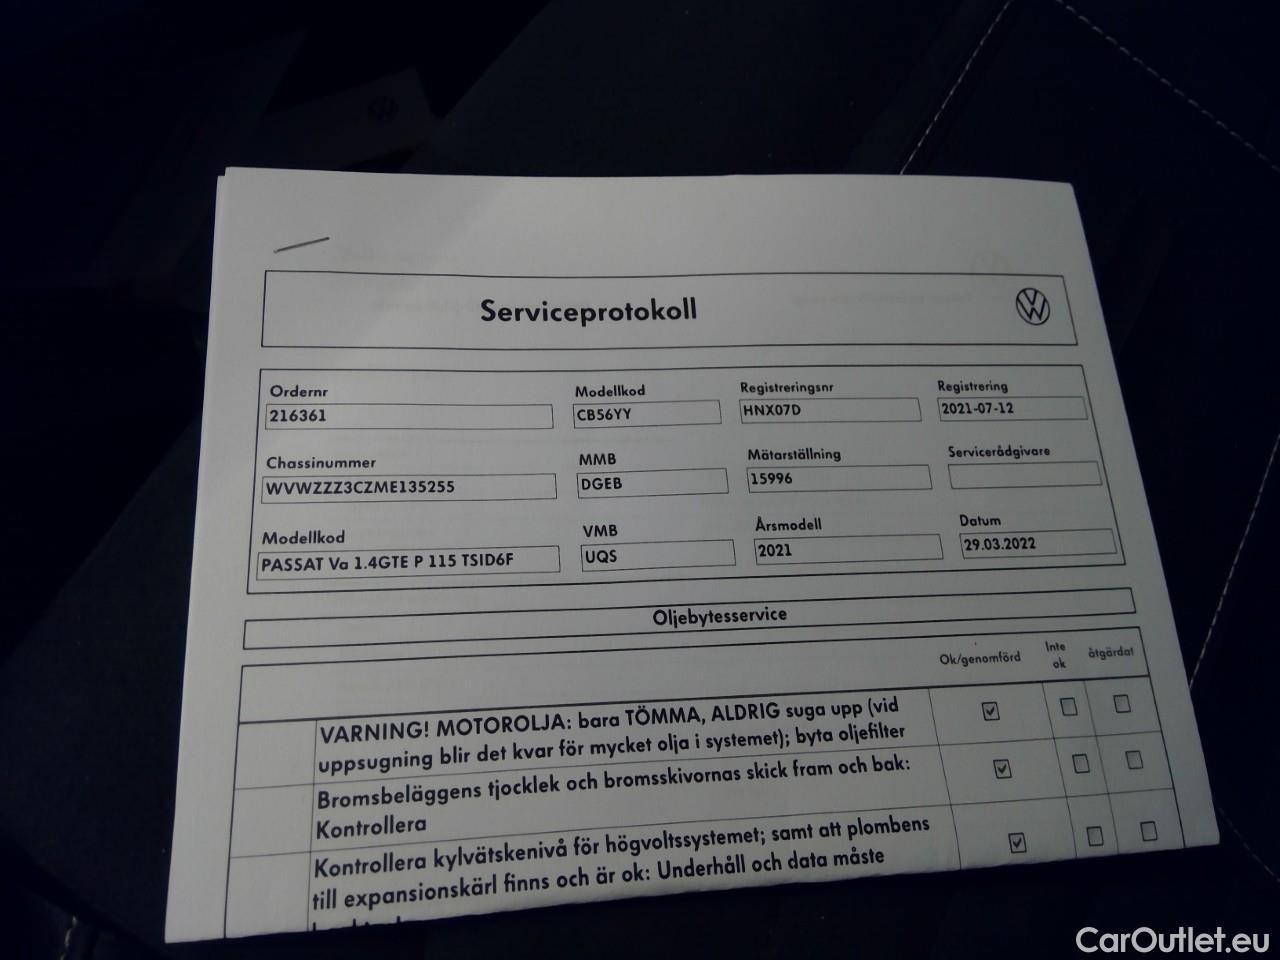 Serviceprotokoll
Ordernr Modellkod Registreringsnr Registrering
216361 CB56YY HNX07D 2021-07-12
Chassinummer MMB Mätarställning Servicerådgivare
WVWZZZ3CZME135255 DGEB 15996
Modellkod VMB Årsmodell Datum
PASSAT Va 1.4GTE P 115 TSID6F UQS 2021 29.03.2022
Oljebytesservice
Ok/genomförd Inte ok åtgärdat
VARNING! MOTOROLJA: bara TÖMMA, ALDRIG suga upp (vid
uppsugning blir det kvar för mycket olja i systemet); byta oljefilter
Bromsbeläggens tjocklek och bromsskivornas skick fram och bak:
Kontrollera
Kontrollera kylvätskenivå för högvoltssystemet; samt att plombens
till expansionskärl finns och är ok: Underhåll och data måste
CarOutlet.eu